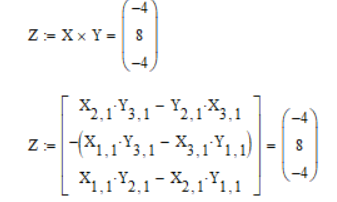 Z := X × Y = (-4 8 -4)
Z := [X₂,₁·Y₃,₁ − Y₂,₁·X₃,₁
−(X₁,₁·Y₃,₁ − X₃,₁·Y₁,₁)
X₁,₁·Y₂,₁ − X₂,₁·Y₁,₁] = (-4 8 -4)